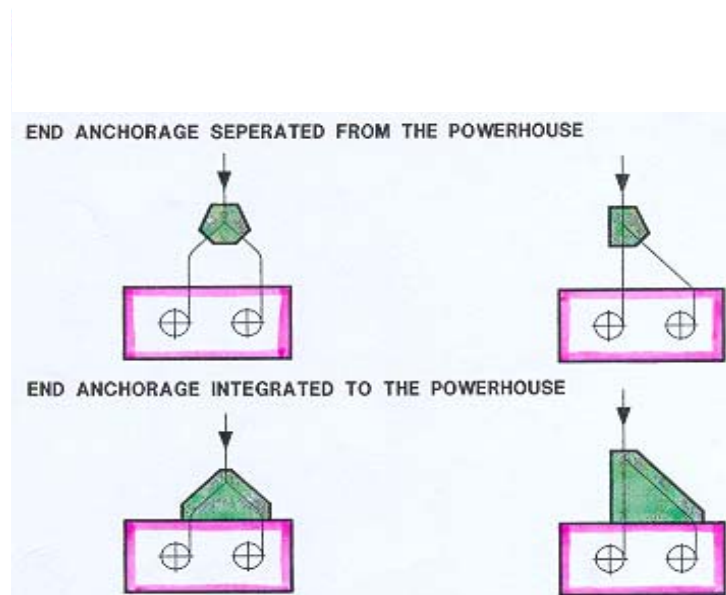 END ANCHORAGE SEPERATED FROM THE POWERHOUSE
END ANCHORAGE INTEGRATED TO THE POWERHOUSE